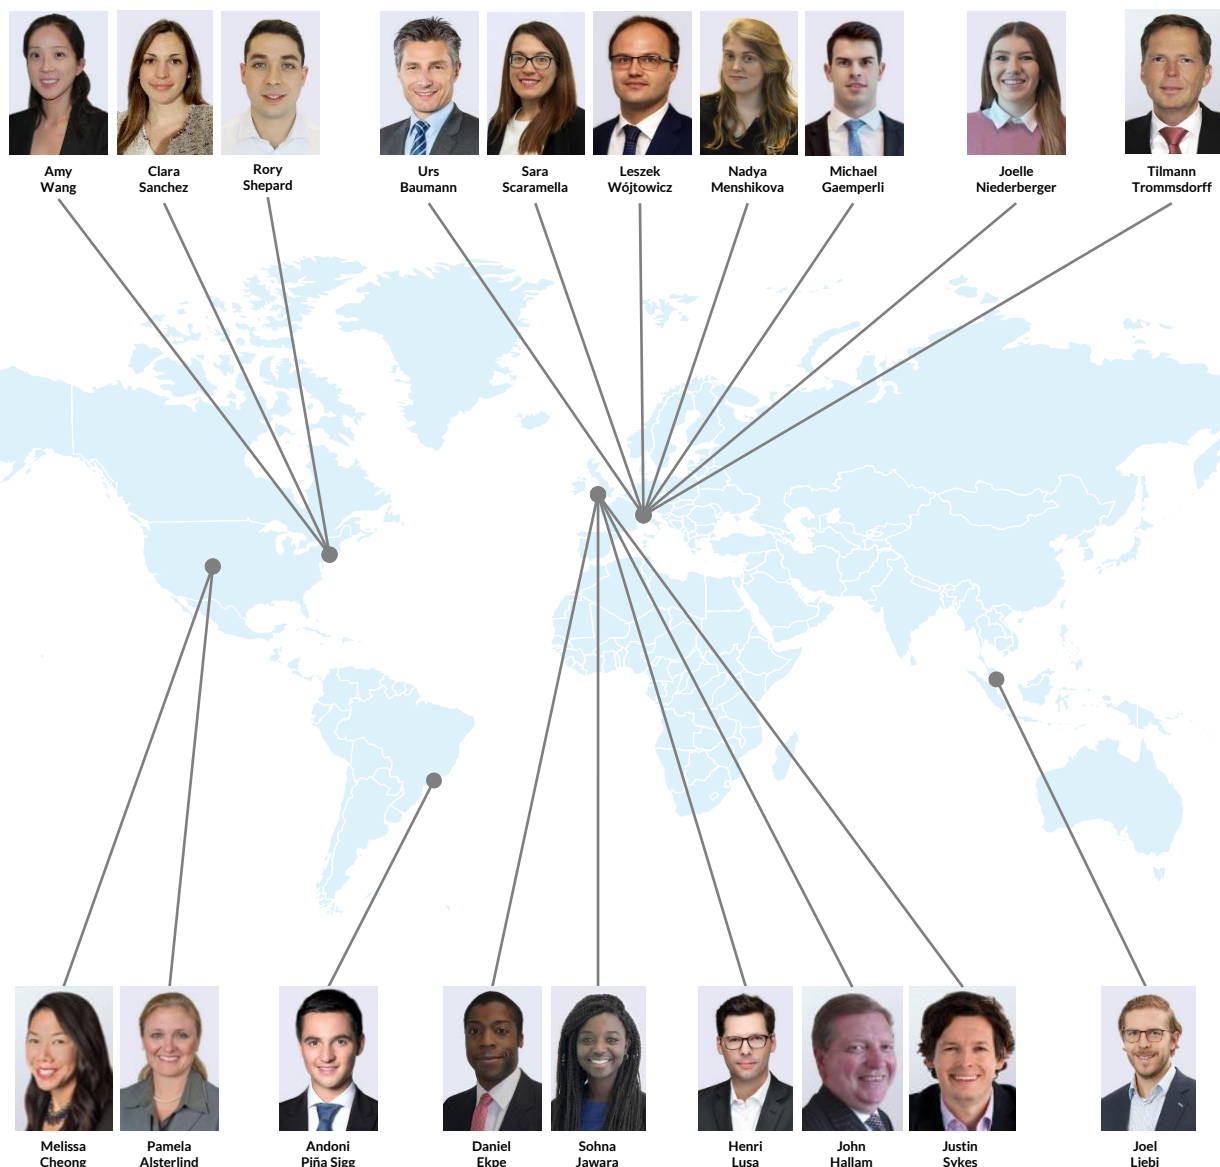 Amy
Wang
Clara
Sanchez
Rory
Shepard
Urs
Baumann
Sara
Scaramella
Leszek
Wójtowicz
Nadya
Menshikova
Michael
Gaemperli
Joelle
Niederberger
Tilmann
Trommsdorff
Melissa
Cheong
Pamela
Alsterlind
Andoni
Piña Sigg
Daniel
Ekpe
Sohna
Jawara
Henri
Lusa
John
Hallam
Justin
Sykes
Joel
Liebi